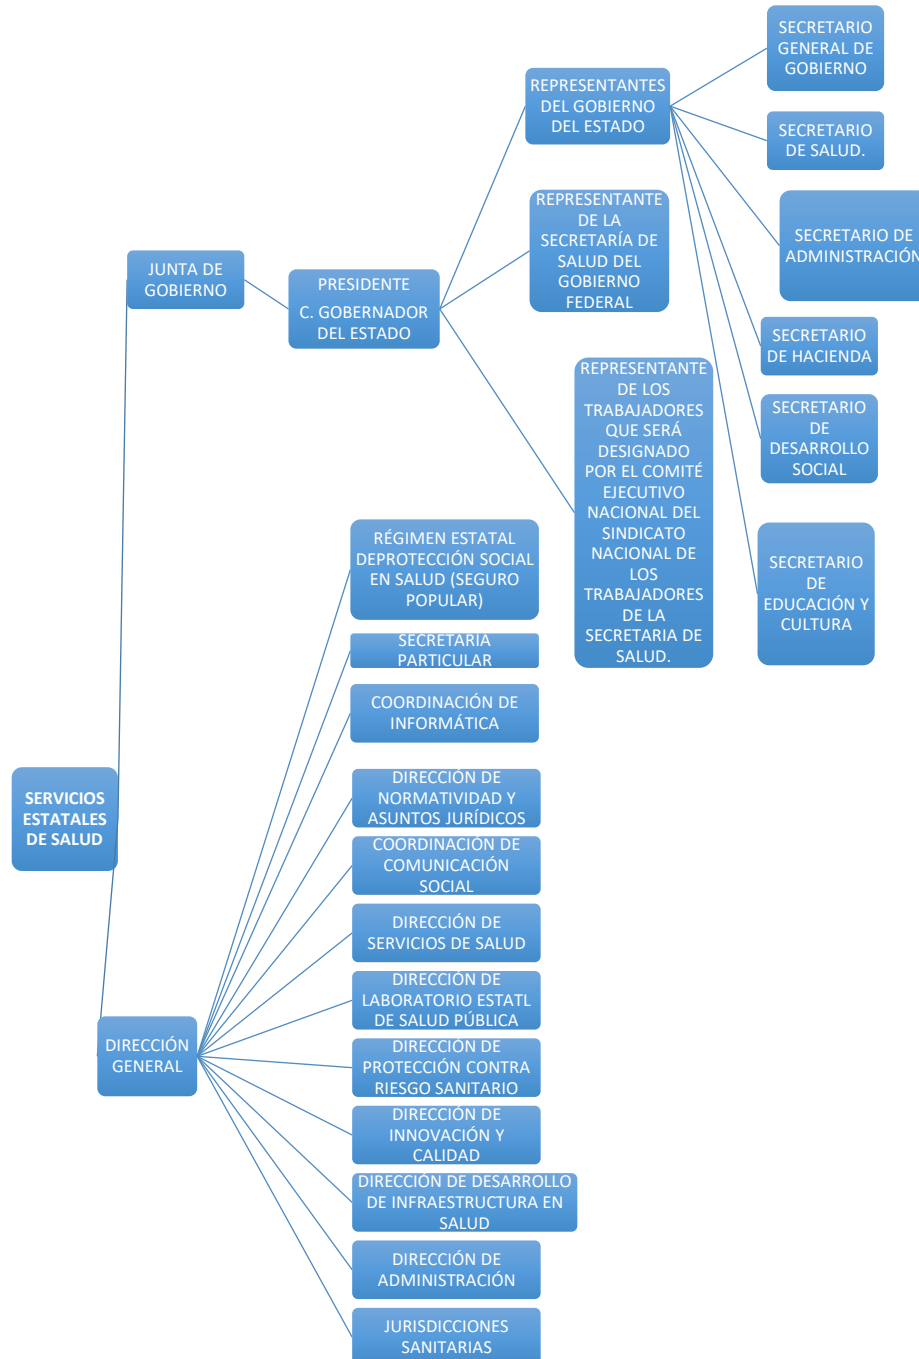 SERVICIOS
ESTATALES
DE SALUD
JUNTA DE
GOBIERNO
PRESIDENTE
C. GOBERNADOR
DEL ESTADO
REPRESENTANTES
DEL GOBIERNO
DEL ESTADO
SECRETARIO
GENERAL DE
GOBIERNO
SECRETARIO
DE SALUD.
SECRETARIO DE
ADMINISTRACIÓN
SECRETARIO
DE HACIENDA
SECRETARIO
DE
DESARROLLO
SOCIAL
SECRETARIO
DE
EDUCACIÓN Y
CULTURA
REPRESENTANTE
DE LA
SECRETARÍA DE
SALUD DEL
GOBIERNO
FEDERAL
REPRESENTANTE
DE LOS
TRABAJADORES
QUE SERÁ
DESIGNADO
POR EL COMITÉ
EJECUTIVO
NACIONAL DEL
SINDICATO
NACIONAL DE
LOS
TRABAJADORES
DE LA
SECRETARIA DE
SALUD.
DIRECCIÓN
GENERAL
RÉGIMEN ESTATAL
DEPROTECCIÓN SOCIAL
EN SALUD (SEGURO
POPULAR)
SECRETARIA
PARTICULAR
COORDINACIÓN DE
INFORMÁTICA
DIRECCIÓN DE
NORMATIVIDAD Y
ASUNTOS JURÍDICOS
COORDINACIÓN DE
COMUNICACIÓN
SOCIAL
DIRECCIÓN DE
SERVICIOS DE SALUD
DIRECCIÓN DE
LABORATORIO ESTATL
DE SALUD PÚBLICA
DIRECCIÓN DE
PROTECCIÓN CONTRA
RIESGO SANITARIO
DIRECCIÓN DE
INNOVACIÓN Y
CALIDAD
DIRECCIÓN DE DESARROLLO
DE INFRAESTRUCTURA EN
SALUD
DIRECCIÓN DE
ADMINISTRACIÓN
JURISDICCIONES
SANITARIAS